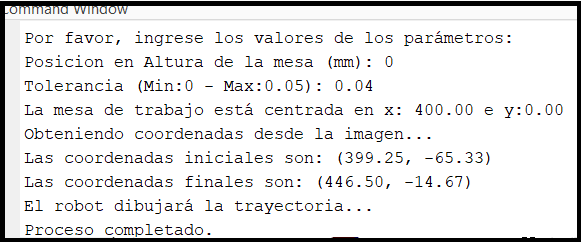 Command Window
Por favor, ingrese los valores de los parámetros:
Posicion en Altura de la mesa (mm): 0
Tolerancia (Min:0 - Max:0.05): 0.04
La mesa de trabajo está centrada en x: 400.00 e y:0.00
Obteniendo coordenadas desde la imagen...
Las coordenadas iniciales son: (399.25, -65.33)
Las coordenadas finales son: (446.50, -14.67)
El robot dibujará la trayectoria...
Proceso completado.